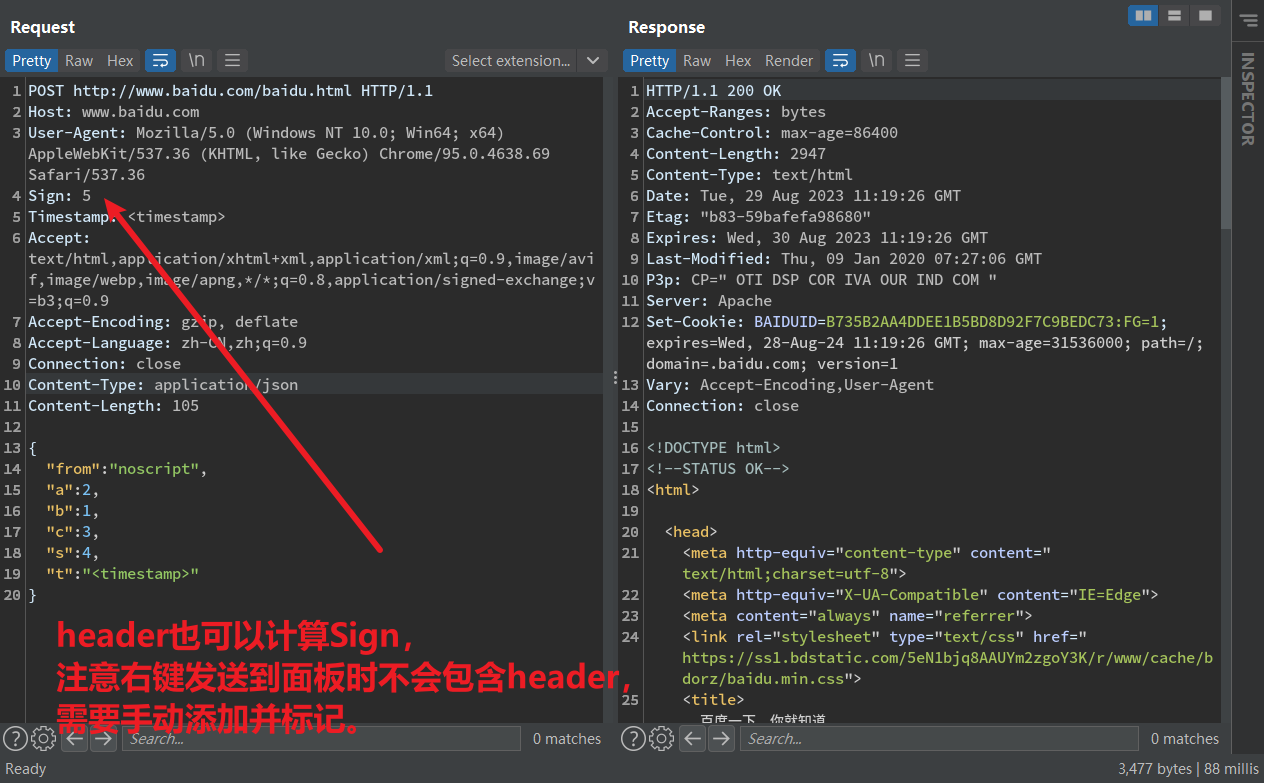 Request
Pretty Raw Hex \n Select extension...
1 POST http://www.baidu.com/baidu.html HTTP/1.1
2 Host: www.baidu.com
3 User-Agent: Mozilla/5.0 (Windows NT 10.0; Win64; x64)
AppleWebKit/537.36 (KHTML, like Gecko) Chrome/95.0.4638.69
Safari/537.36
4 Sign: 5
5 Timestamp: <timestamp>
6 Accept:
text/html,application/xhtml+xml,application/xml;q=0.9,image/avi
f,image/webp,image/apng,*/*;q=0.8,application/signed-exchange;v
=b3;q=0.9
7 Accept-Encoding: gzip, deflate
8 Accept-Language: zh-CN,zh;q=0.9
9 Connection: close
10 Content-Type: application/json
11 Content-Length: 105
12
13 {
14 "from":"noscript",
15 "a":2,
16 "b":1,
17 "c":3,
18 "s":4,
19 "t":"<timestamp>"
20 }
header也可以计算Sign，
注意右键发送到面板时不会包含header，
需要手动添加并标记。
Search... 0 matches
Response
Pretty Raw Hex Render \n
1 HTTP/1.1 200 OK
2 Accept-Ranges: bytes
3 Cache-Control: max-age=86400
4 Content-Length: 2947
5 Content-Type: text/html
6 Date: Tue, 29 Aug 2023 11:19:26 GMT
7 Etag: "b83-59bafefa98680"
8 Expires: Wed, 30 Aug 2023 11:19:26 GMT
9 Last-Modified: Thu, 09 Jan 2020 07:27:06 GMT
10 P3p: CP=" OTI DSP COR IVA OUR IND COM "
11 Server: Apache
12 Set-Cookie: BAIDUID=B735B2AA4DDEE1B5BD8D92F7C9BEDC73:FG=1;
expires=Wed, 28-Aug-24 11:19:26 GMT; max-age=31536000; path=/;
domain=.baidu.com; version=1
13 Vary: Accept-Encoding,User-Agent
14 Connection: close
15
16 <!DOCTYPE html>
17 <!--STATUS OK-->
18 <html>
19
20 <head>
21 <meta http-equiv="content-type" content="
text/html;charset=utf-8">
22 <meta http-equiv="X-UA-Compatible" content="IE=Edge">
23 <meta content="always" name="referrer">
24 <link rel="stylesheet" type="text/css" href="
https://ss1.bdstatic.com/5eN1bjq8AAUYm2zgoY3K/r/www/cache/b
dorz/baidu.min.css">
25 <title>
百度一下，你就知道
Search... 0 matches
INSPECTOR
Ready
3,477 bytes | 88 millis